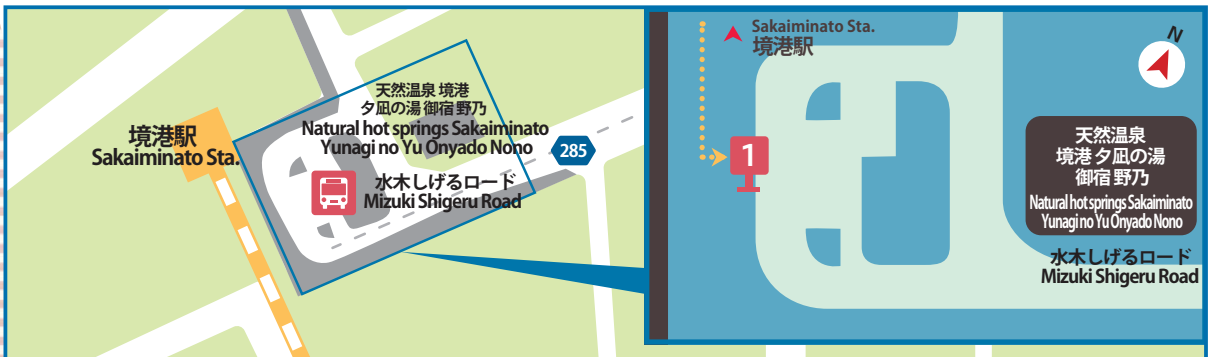 天然温泉 境港
夕凪の湯 御宿 野乃
Natural hot springs Sakaiminato
Yunagi no Yu Onyado Nono
境港駅
Sakaiminato Sta.
285
水木しげるロード
Mizuki Shigeru Road
Sakaiminato Sta.
境港駅
N
1
天然温泉
境港 夕凪の湯
御宿 野乃
Natural hot springs Sakaiminato
Yunagi no Yu Onyado Nono
水木しげるロード
Mizuki Shigeru Road